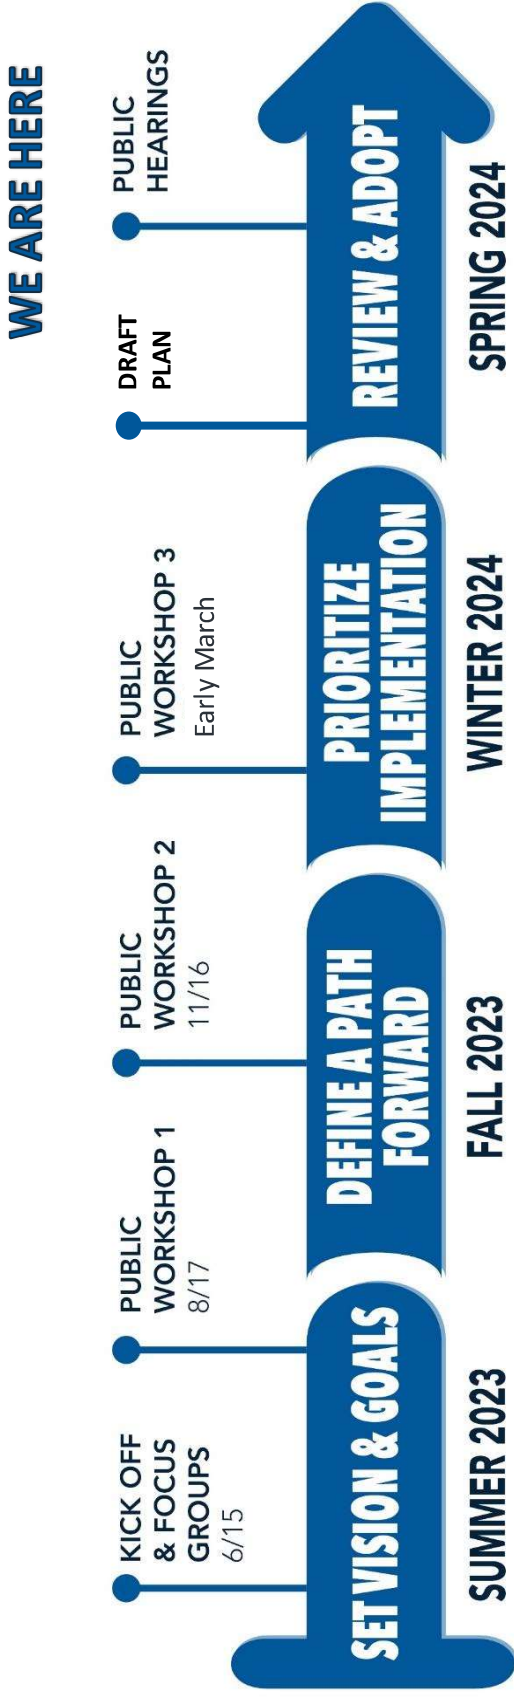 WE ARE HERE
KICK OFF
& FOCUS
GROUPS
6/15
PUBLIC
WORKSHOP 1
8/17
PUBLIC
WORKSHOP 2
11/16
PUBLIC
WORKSHOP 3
Early March
DRAFT
PLAN
PUBLIC
HEARINGS
SET VISION & GOALS
DEFINE A PATH
FORWARD
PRIORITIZE
IMPLEMENTATION
REVIEW & ADOPT
SUMMER 2023
FALL 2023
WINTER 2024
SPRING 2024